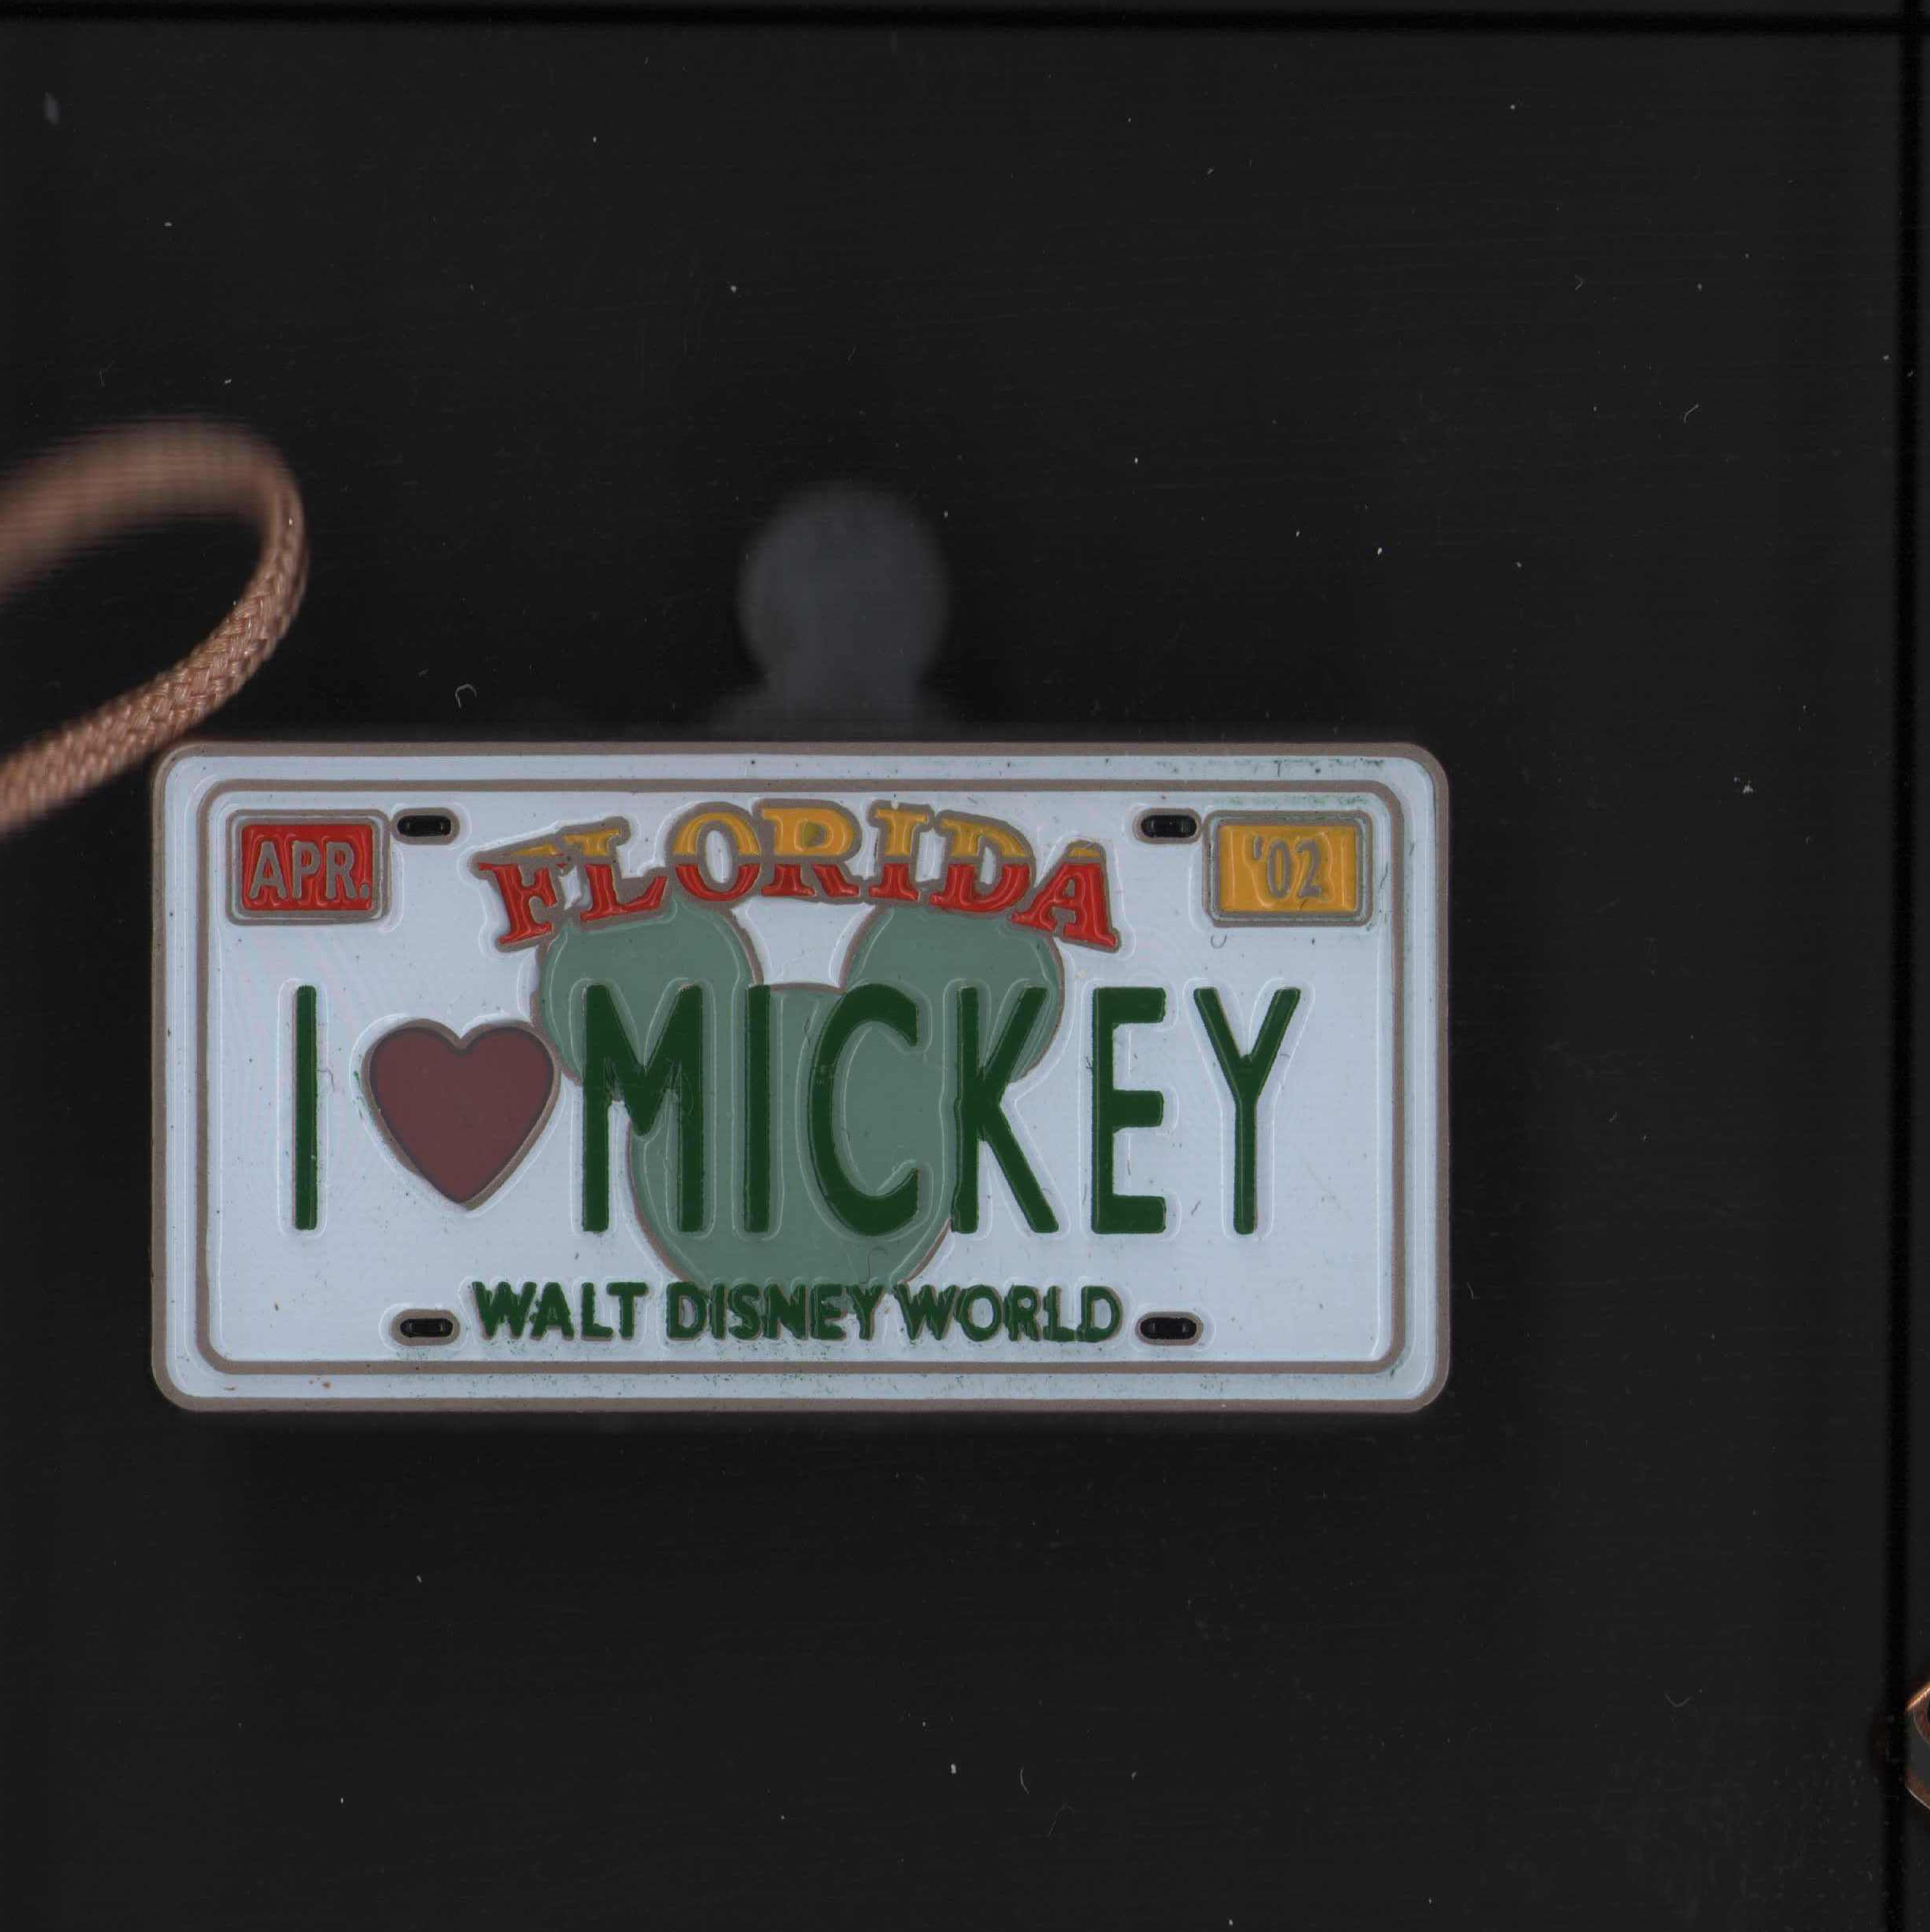 FLORIDA
APR.
'02
I ♥ MICKEY
WALT DISNEY WORLD